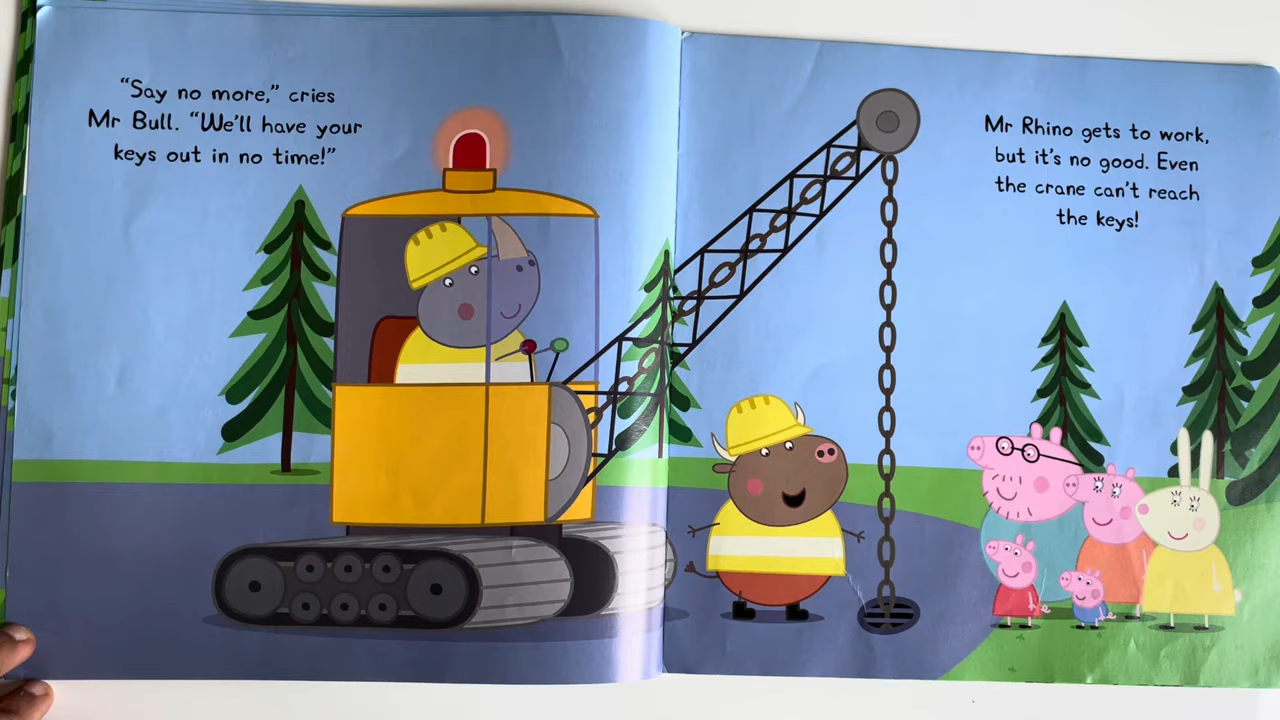 “Say no more,” cries
Mr Bull. “We’ll have your
keys out in no time!”
Mr Rhino gets to work,
but it’s no good. Even
the crane can’t reach
the keys!